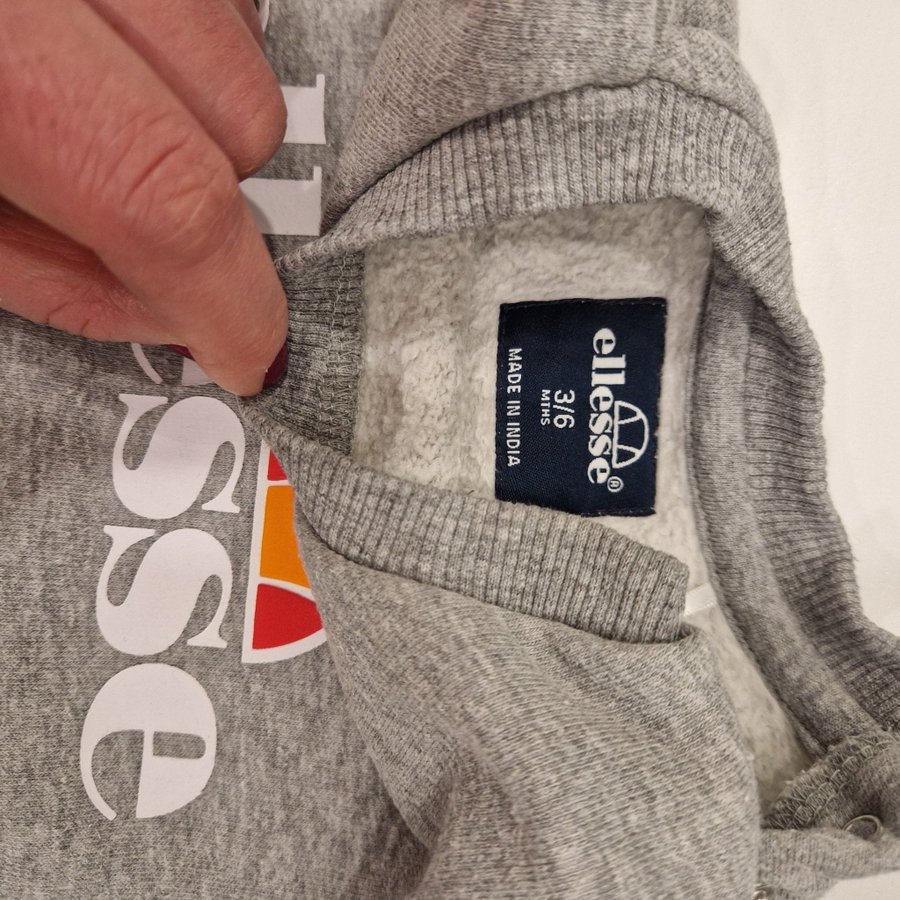 ellesse®
3/6
MTHS
MADE IN INDIA
ellesse